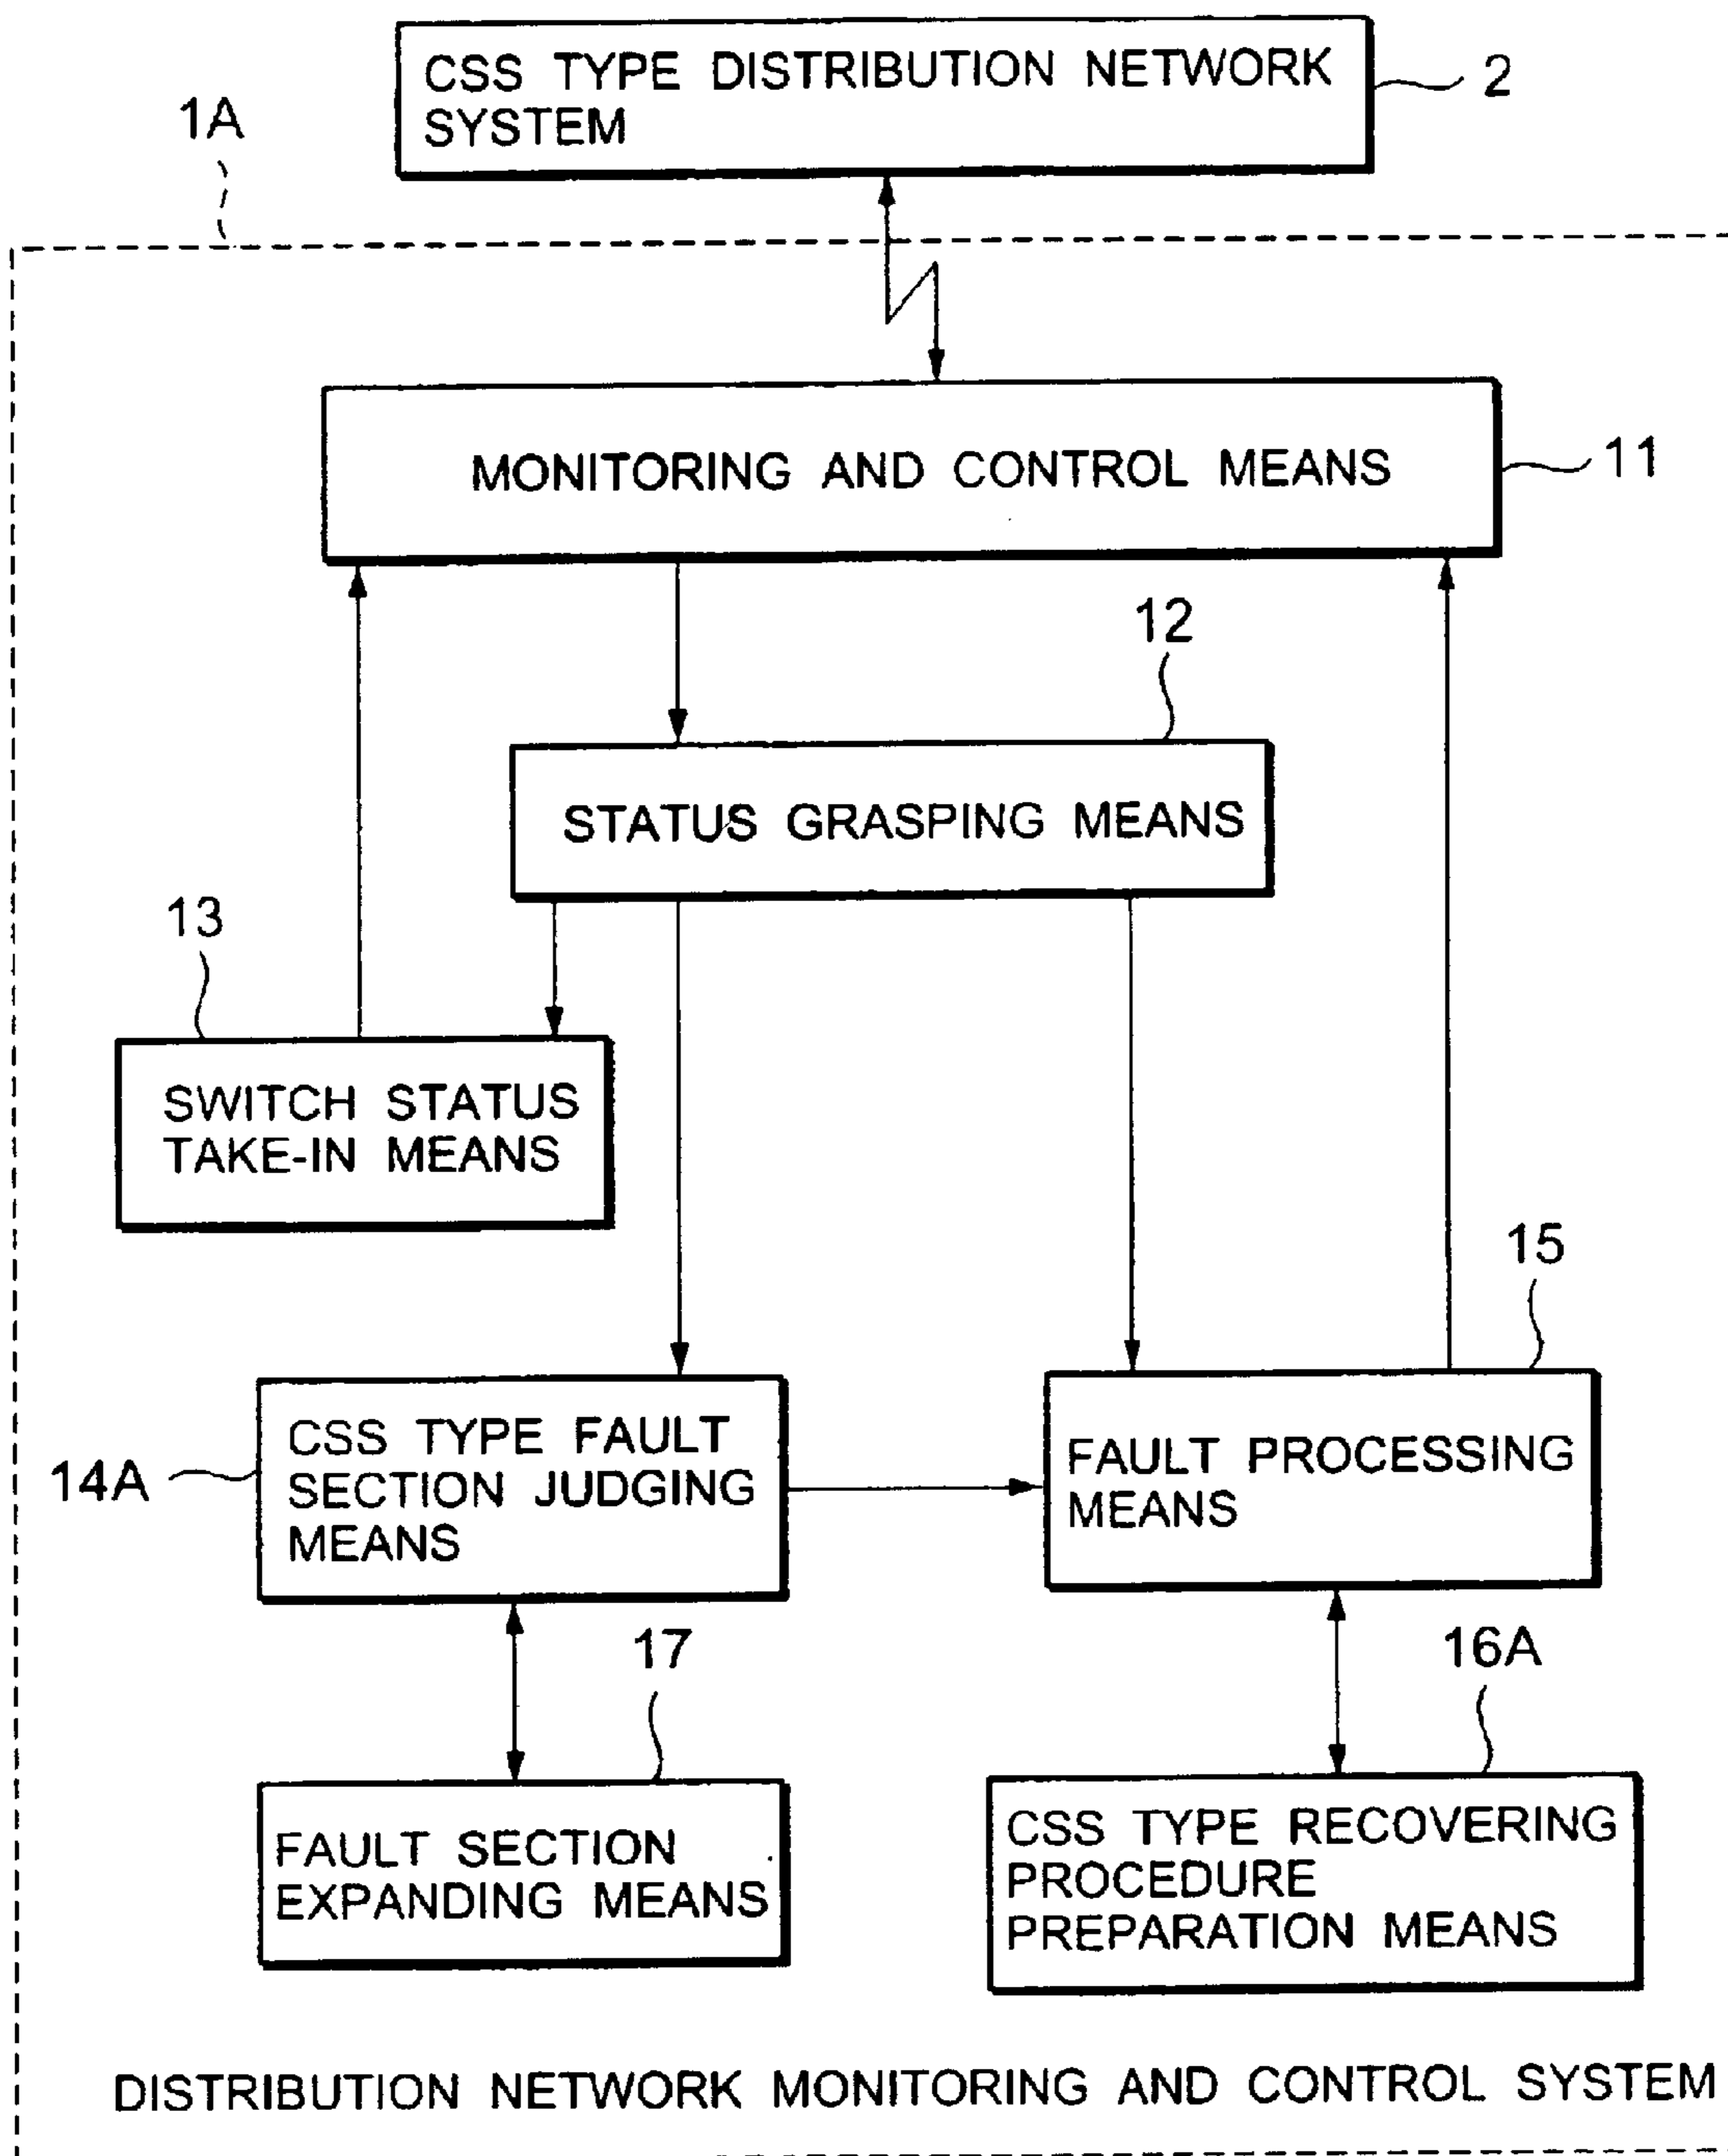 CSS TYPE DISTRIBUTION NETWORK
SYSTEM
2
1A
MONITORING AND CONTROL MEANS
11
12
STATUS GRASPING MEANS
13
SWITCH STATUS
TAKE-IN MEANS
15
14A
CSS TYPE FAULT
SECTION JUDGING
MEANS
FAULT PROCESSING
MEANS
17
16A
FAULT SECTION
EXPANDING MEANS
CSS TYPE RECOVERING
PROCEDURE
PREPARATION MEANS
DISTRIBUTION NETWORK MONITORING AND CONTROL SYSTEM